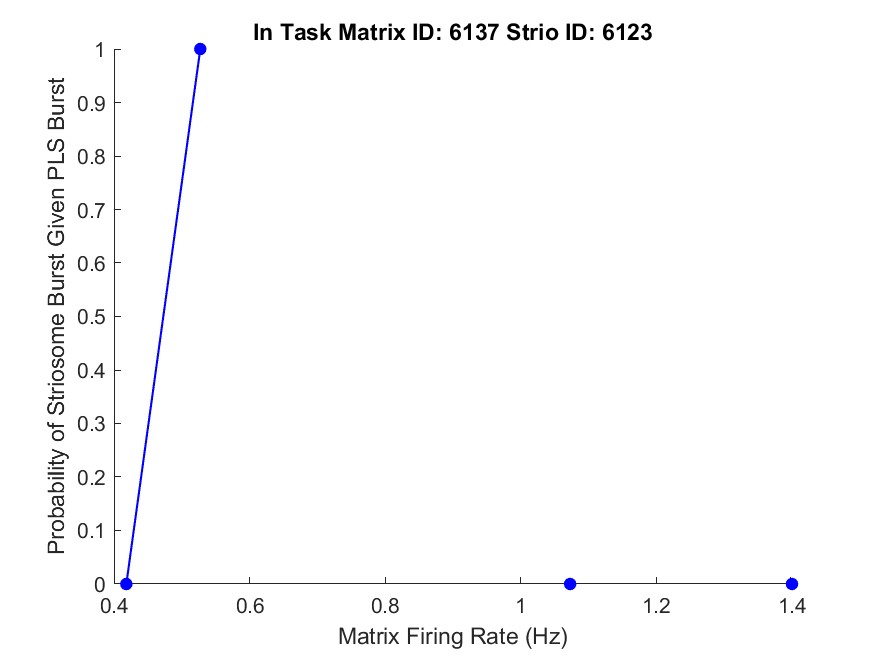 In Task Matrix ID: 6137 Strio ID: 6123
Probability of Striosome Burst Given PLS Burst
1
0.9
0.8
0.7
0.6
0.5
0.4
0.3
0.2
0.1
0
0.4 0.6 0.8 1 1.2 1.4
Matrix Firing Rate (Hz)